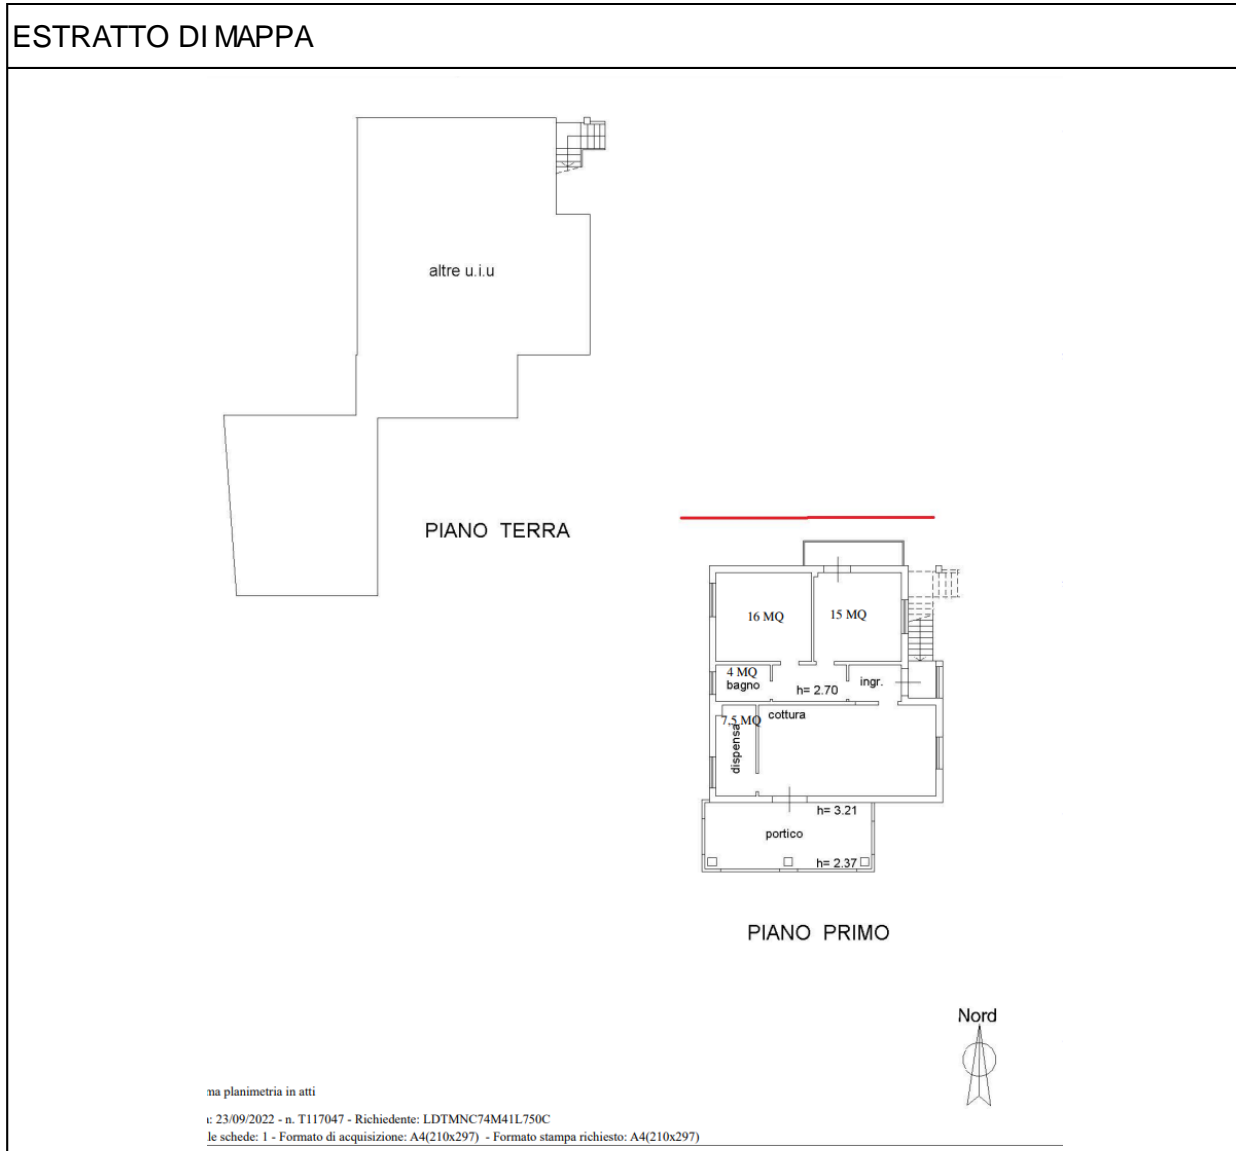 ESTRATTO DI MAPPA
altre u.i.u
PIANO TERRA
16 MQ
15 MQ
4 MQ
bagno
h= 2.70
ingr.
7.5 MQ
cottura
dispensa
h= 3.21
portico
h= 2.37
PIANO PRIMO
Nord
ma planimetria in atti
: 23/09/2022 - n. T117047 - Richiedente: LDTMNC74M41L750C
le schede: 1 - Formato di acquisizione: A4(210x297) - Formato stampa richiesto: A4(210x297)